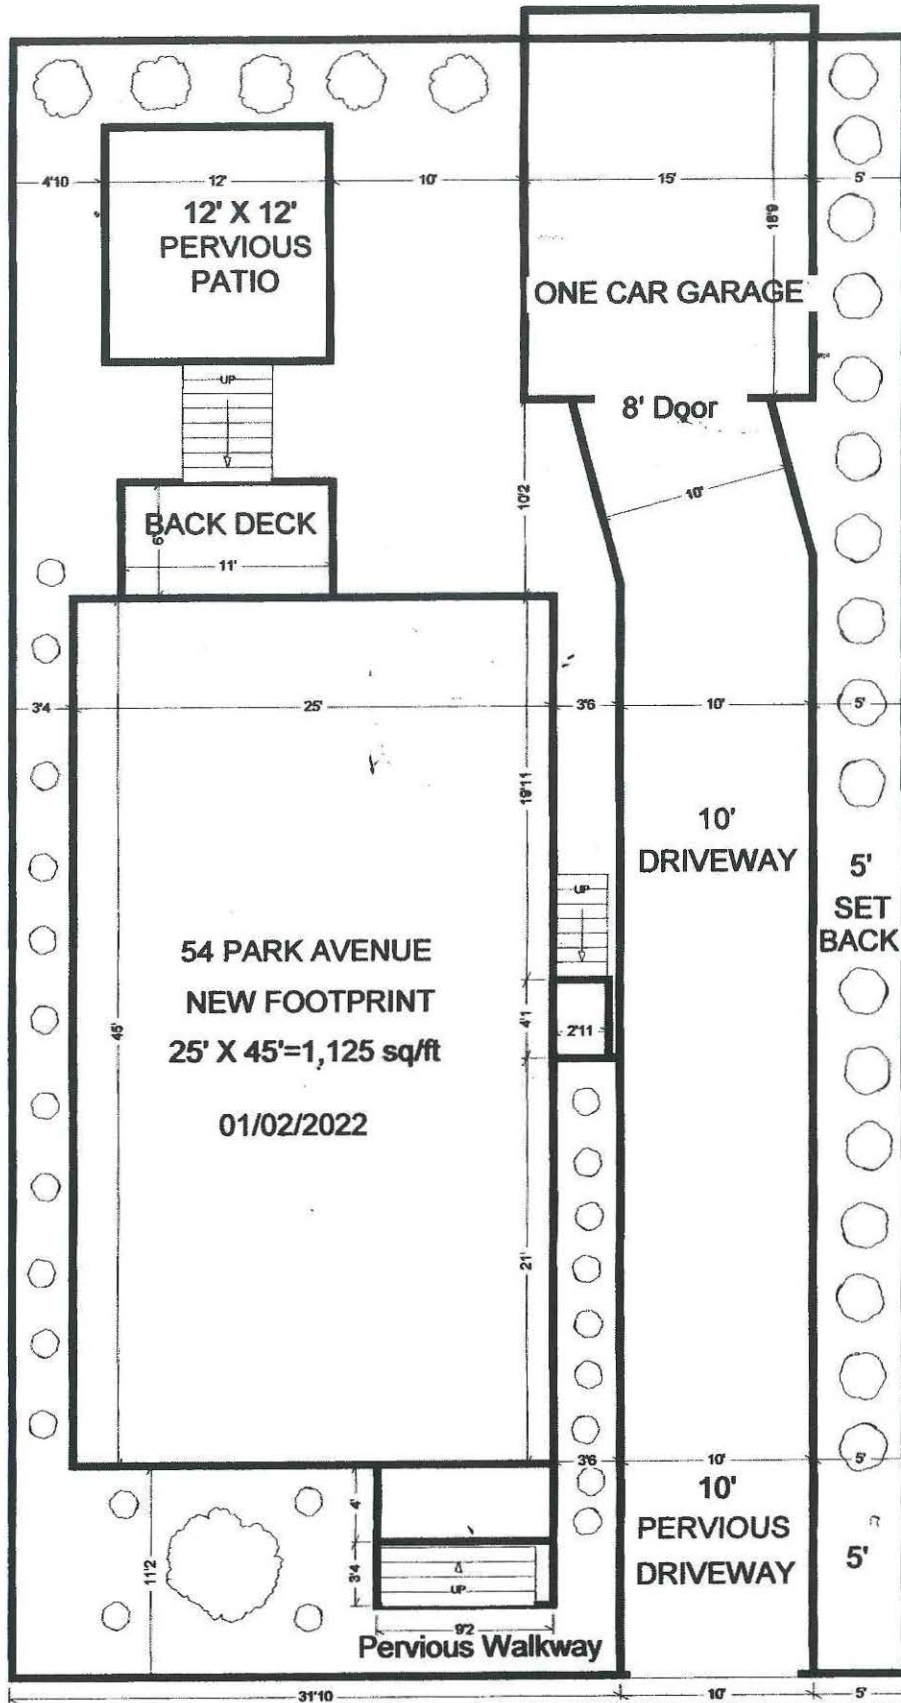 4'10
12'
10'
15'
5'
12' X 12'
PERVIOUS
PATIO
18'9
ONE CAR GARAGE
UP
8' Door
10'
10'2
BACK DECK
6'
11'
3'4
25'
3'6
10'
5'
19'11
10'
DRIVEWAY
5'
SET
BACK
UP
54 PARK AVENUE
NEW FOOTPRINT
25' X 45'=1,125 sq/ft
01/02/2022
45'
4'1
2'11
21'
3'6
10'
5'
10'
PERVIOUS
DRIVEWAY
5'
4'
11'2
3'4
UP
9'2
Pervious Walkway
31'10
10'
5'